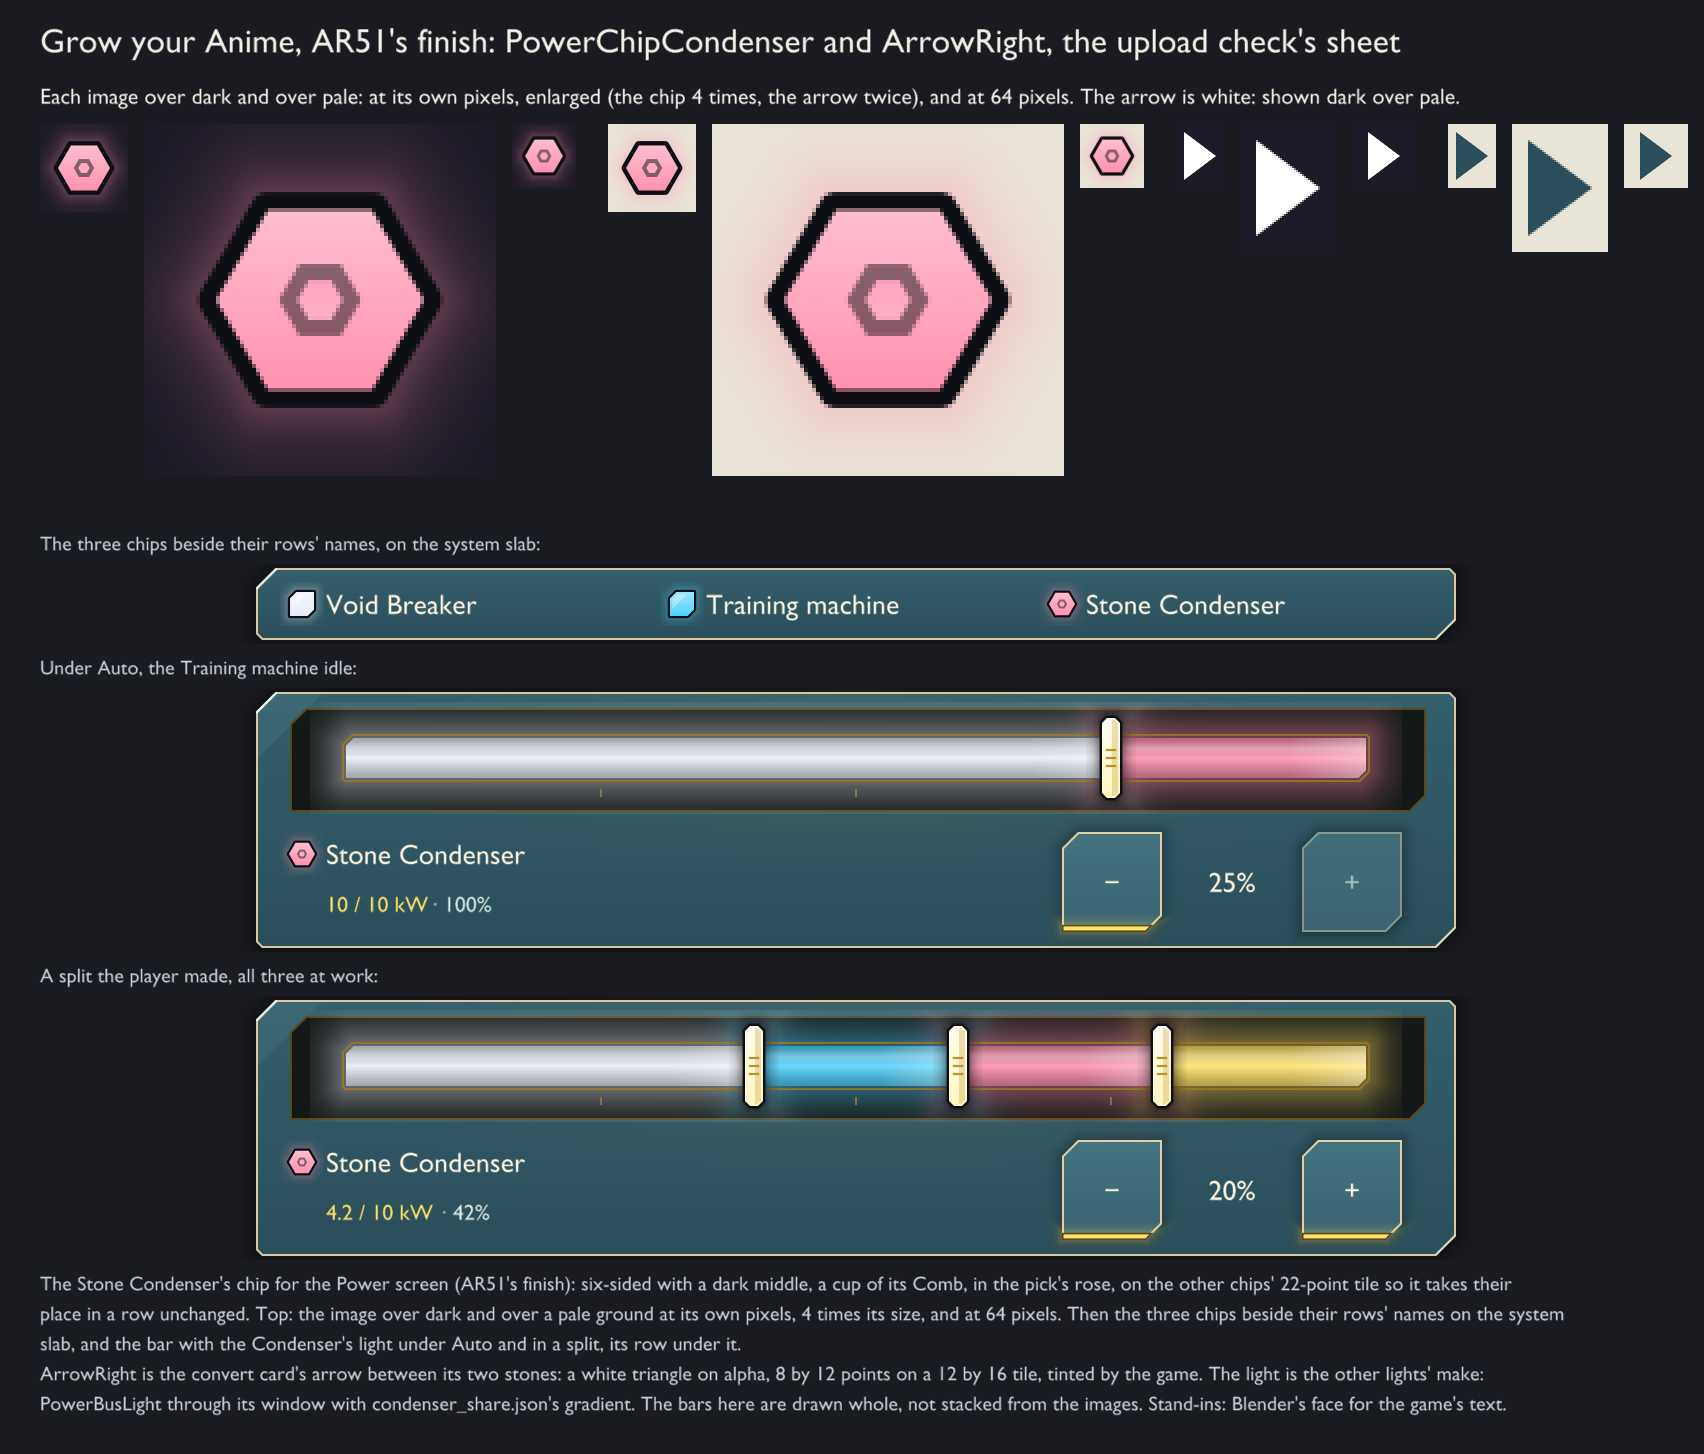 Grow your Anime, AR51's finish: PowerChipCondenser and ArrowRight, the upload check's sheet
Each image over dark and over pale: at its own pixels, enlarged (the chip 4 times, the arrow twice), and at 64 pixels. The arrow is white: shown dark over pale.
The three chips beside their rows' names, on the system slab:
Void Breaker
Training machine
Stone Condenser
Under Auto, the Training machine idle:
Stone Condenser
− 25% +
10 / 10 kW · 100%
A split the player made, all three at work:
Stone Condenser
− 20% +
4.2 / 10 kW · 42%
The Stone Condenser's chip for the Power screen (AR51's finish): six-sided with a dark middle, a cup of its Comb, in the pick's rose, on the other chips' 22-point tile so it takes their
place in a row unchanged. Top: the image over dark and over a pale ground at its own pixels, 4 times its size, and at 64 pixels. Then the three chips beside their rows' names on the system
slab, and the bar with the Condenser's light under Auto and in a split, its row under it.
ArrowRight is the convert card's arrow between its two stones: a white triangle on alpha, 8 by 12 points on a 12 by 16 tile, tinted by the game. The light is the other lights' make:
PowerBusLight through its window with condenser_share.json's gradient. The bars here are drawn whole, not stacked from the images. Stand-ins: Blender's face for the game's text.